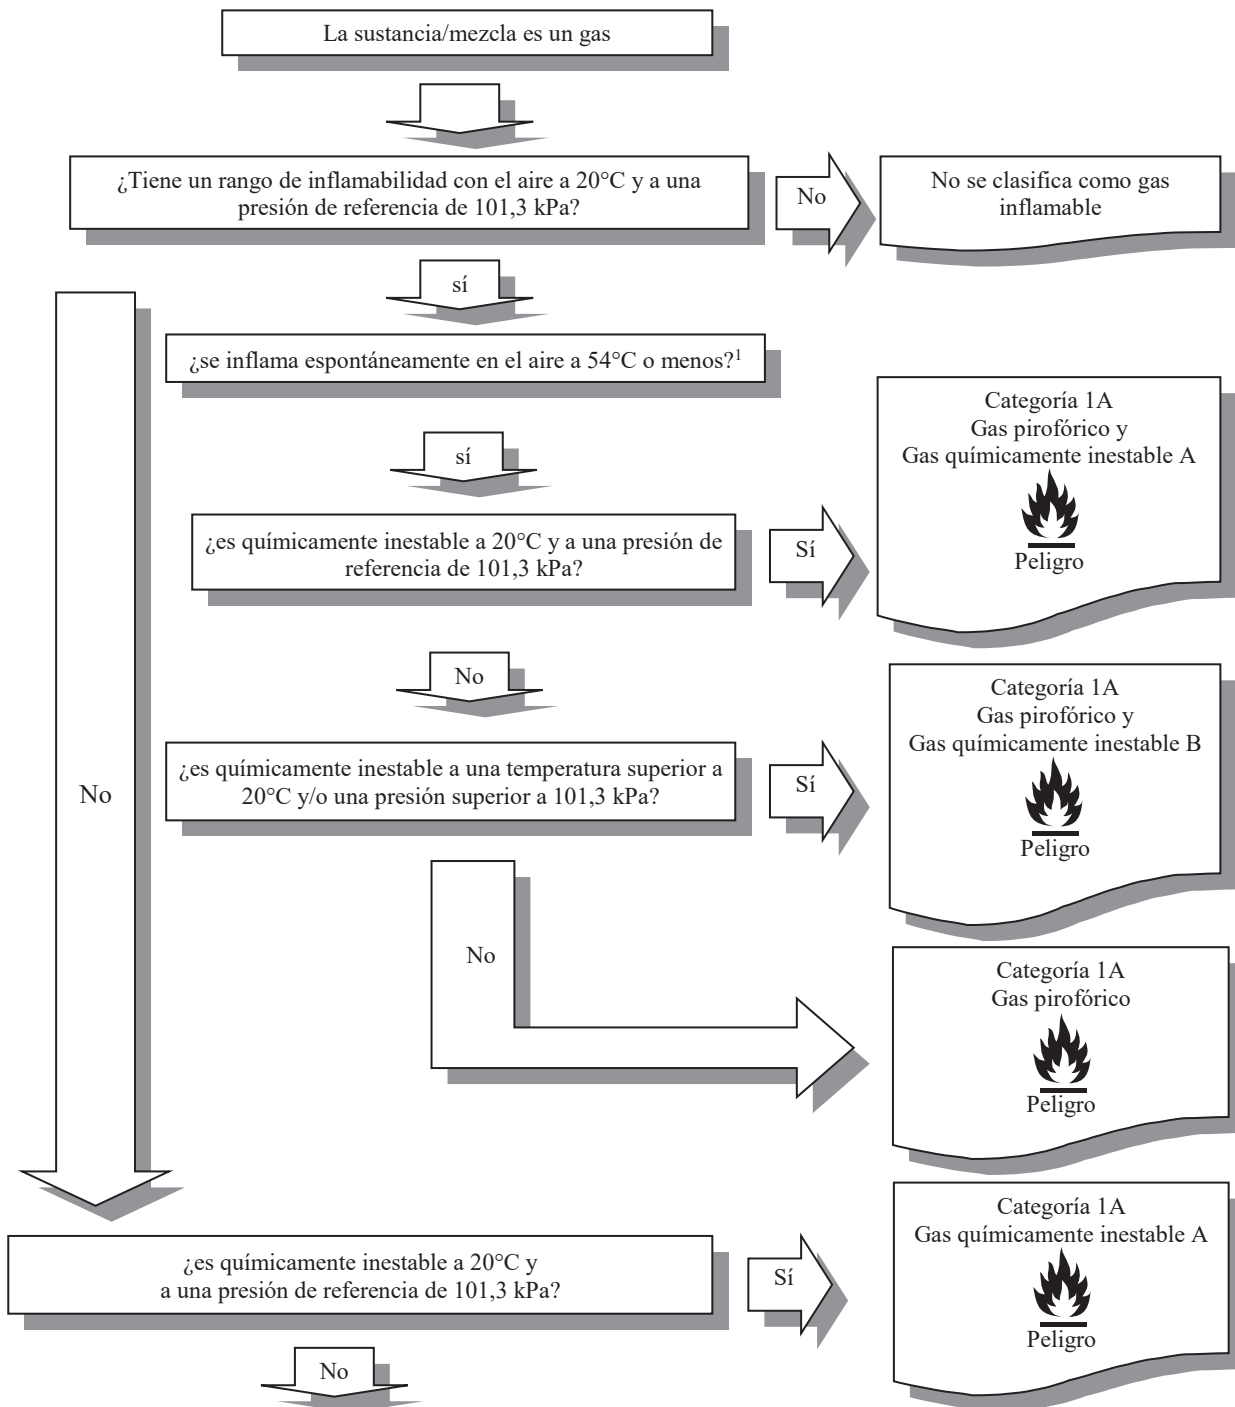 La sustancia/mezcla es un gas
¿Tiene un rango de inflamabilidad con el aire a 20°C y a una
presión de referencia de 101,3 kPa?
No
No se clasifica como gas
inflamable
sí
¿se inflama espontáneamente en el aire a 54°C o menos?¹
sí
Categoría 1A
Gas pirofórico y
Gas químicamente inestable A
Peligro
¿es químicamente inestable a 20°C y a una presión de
referencia de 101,3 kPa?
Sí
No
Categoría 1A
Gas pirofórico y
Gas químicamente inestable B
Peligro
¿es químicamente inestable a una temperatura superior a
20°C y/o una presión superior a 101,3 kPa?
Sí
No
No
Categoría 1A
Gas pirofórico
Peligro
¿es químicamente inestable a 20°C y
a una presión de referencia de 101,3 kPa?
Sí
Categoría 1A
Gas químicamente inestable A
Peligro
No